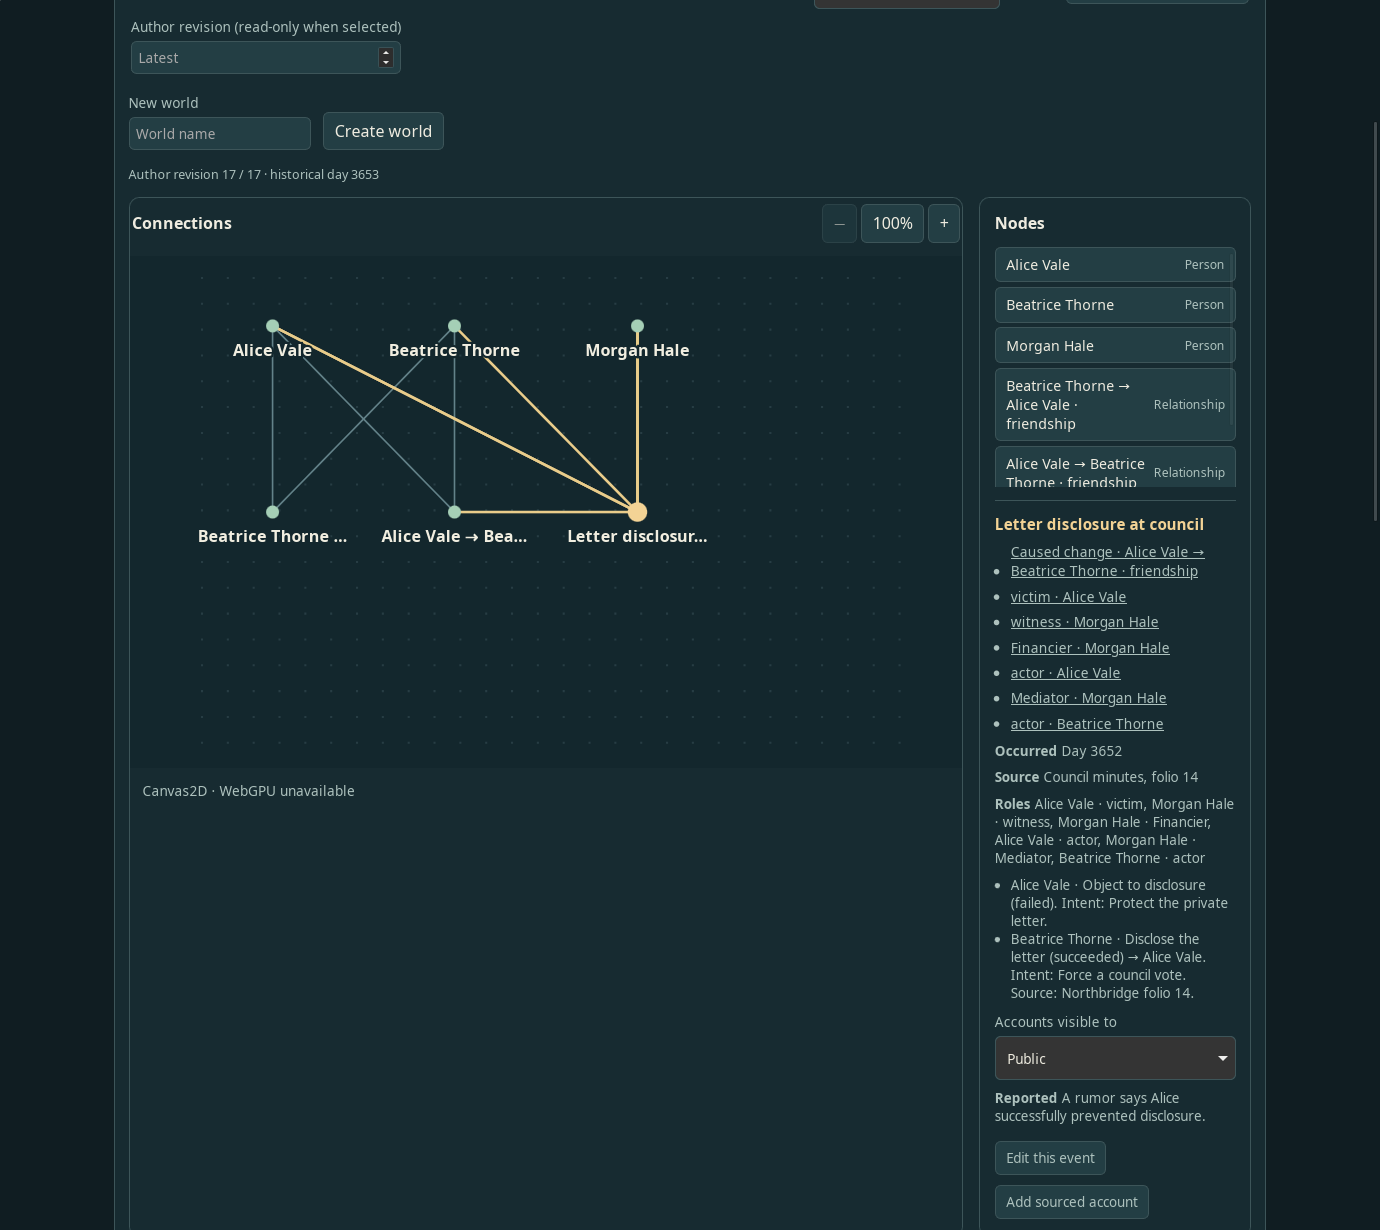 Author revision (read-only when selected)
Latest
New world
World name
Create world
Author revision 17 / 17 · historical day 3653
Connections
–
100%
+
Alice Vale
Beatrice Thorne
Morgan Hale
Beatrice Thorne ...
Alice Vale → Bea...
Letter disclosur...
Canvas2D · WebGPU unavailable
Nodes
Alice Vale
Person
Beatrice Thorne
Person
Morgan Hale
Person
Beatrice Thorne →
Alice Vale ·
friendship
Relationship
Alice Vale → Beatrice
Thorne · friendship
Relationship
Letter disclosure at council
Caused change · Alice Vale →
Beatrice Thorne · friendship
victim · Alice Vale
witness · Morgan Hale
Financier · Morgan Hale
actor · Alice Vale
Mediator · Morgan Hale
actor · Beatrice Thorne
Occurred Day 3652
Source Council minutes, folio 14
Roles Alice Vale · victim, Morgan Hale
· witness, Morgan Hale · Financier,
Alice Vale · actor, Morgan Hale ·
Mediator, Beatrice Thorne · actor
Alice Vale · Object to disclosure
(failed). Intent: Protect the private
letter.
Beatrice Thorne · Disclose the
letter (succeeded) → Alice Vale.
Intent: Force a council vote.
Source: Northbridge folio 14.
Accounts visible to
Public
Reported A rumor says Alice
successfully prevented disclosure.
Edit this event
Add sourced account